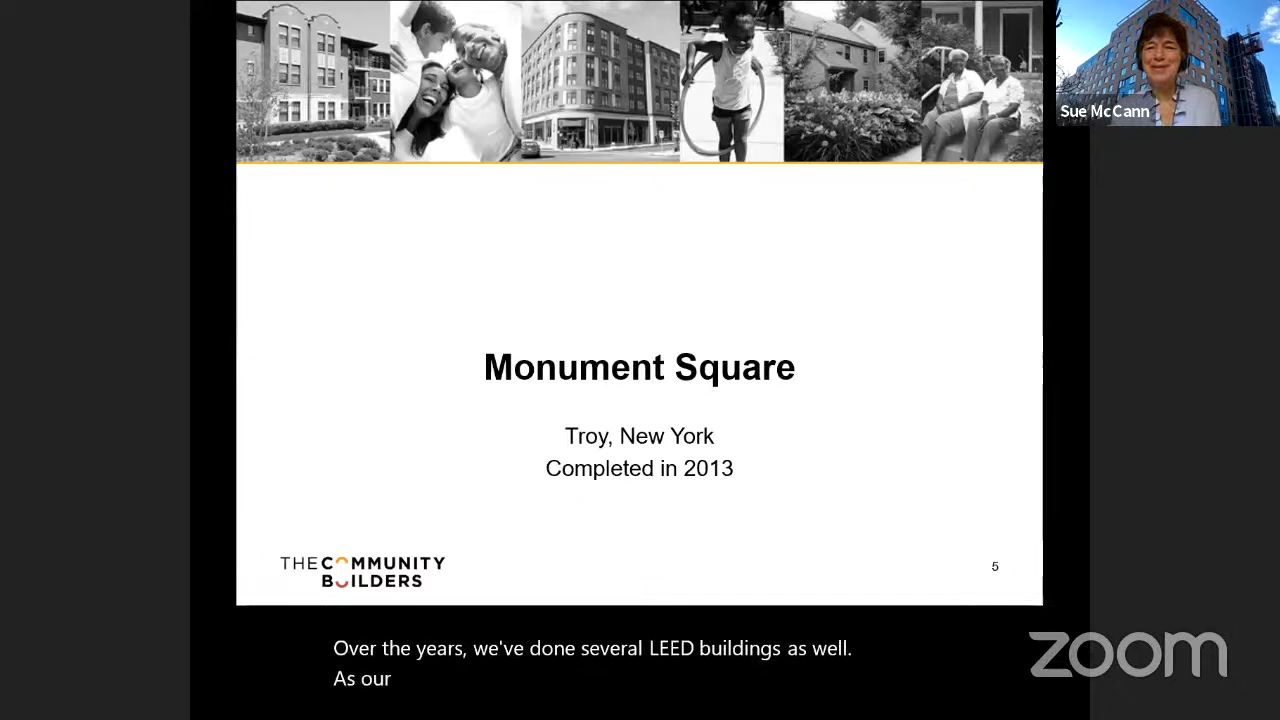 Sue McCann
Monument Square
Troy, New York
Completed in 2013
THE COMMUNITY
BUILDERS
5
Over the years, we've done several LEED buildings as well.
As our
zoom